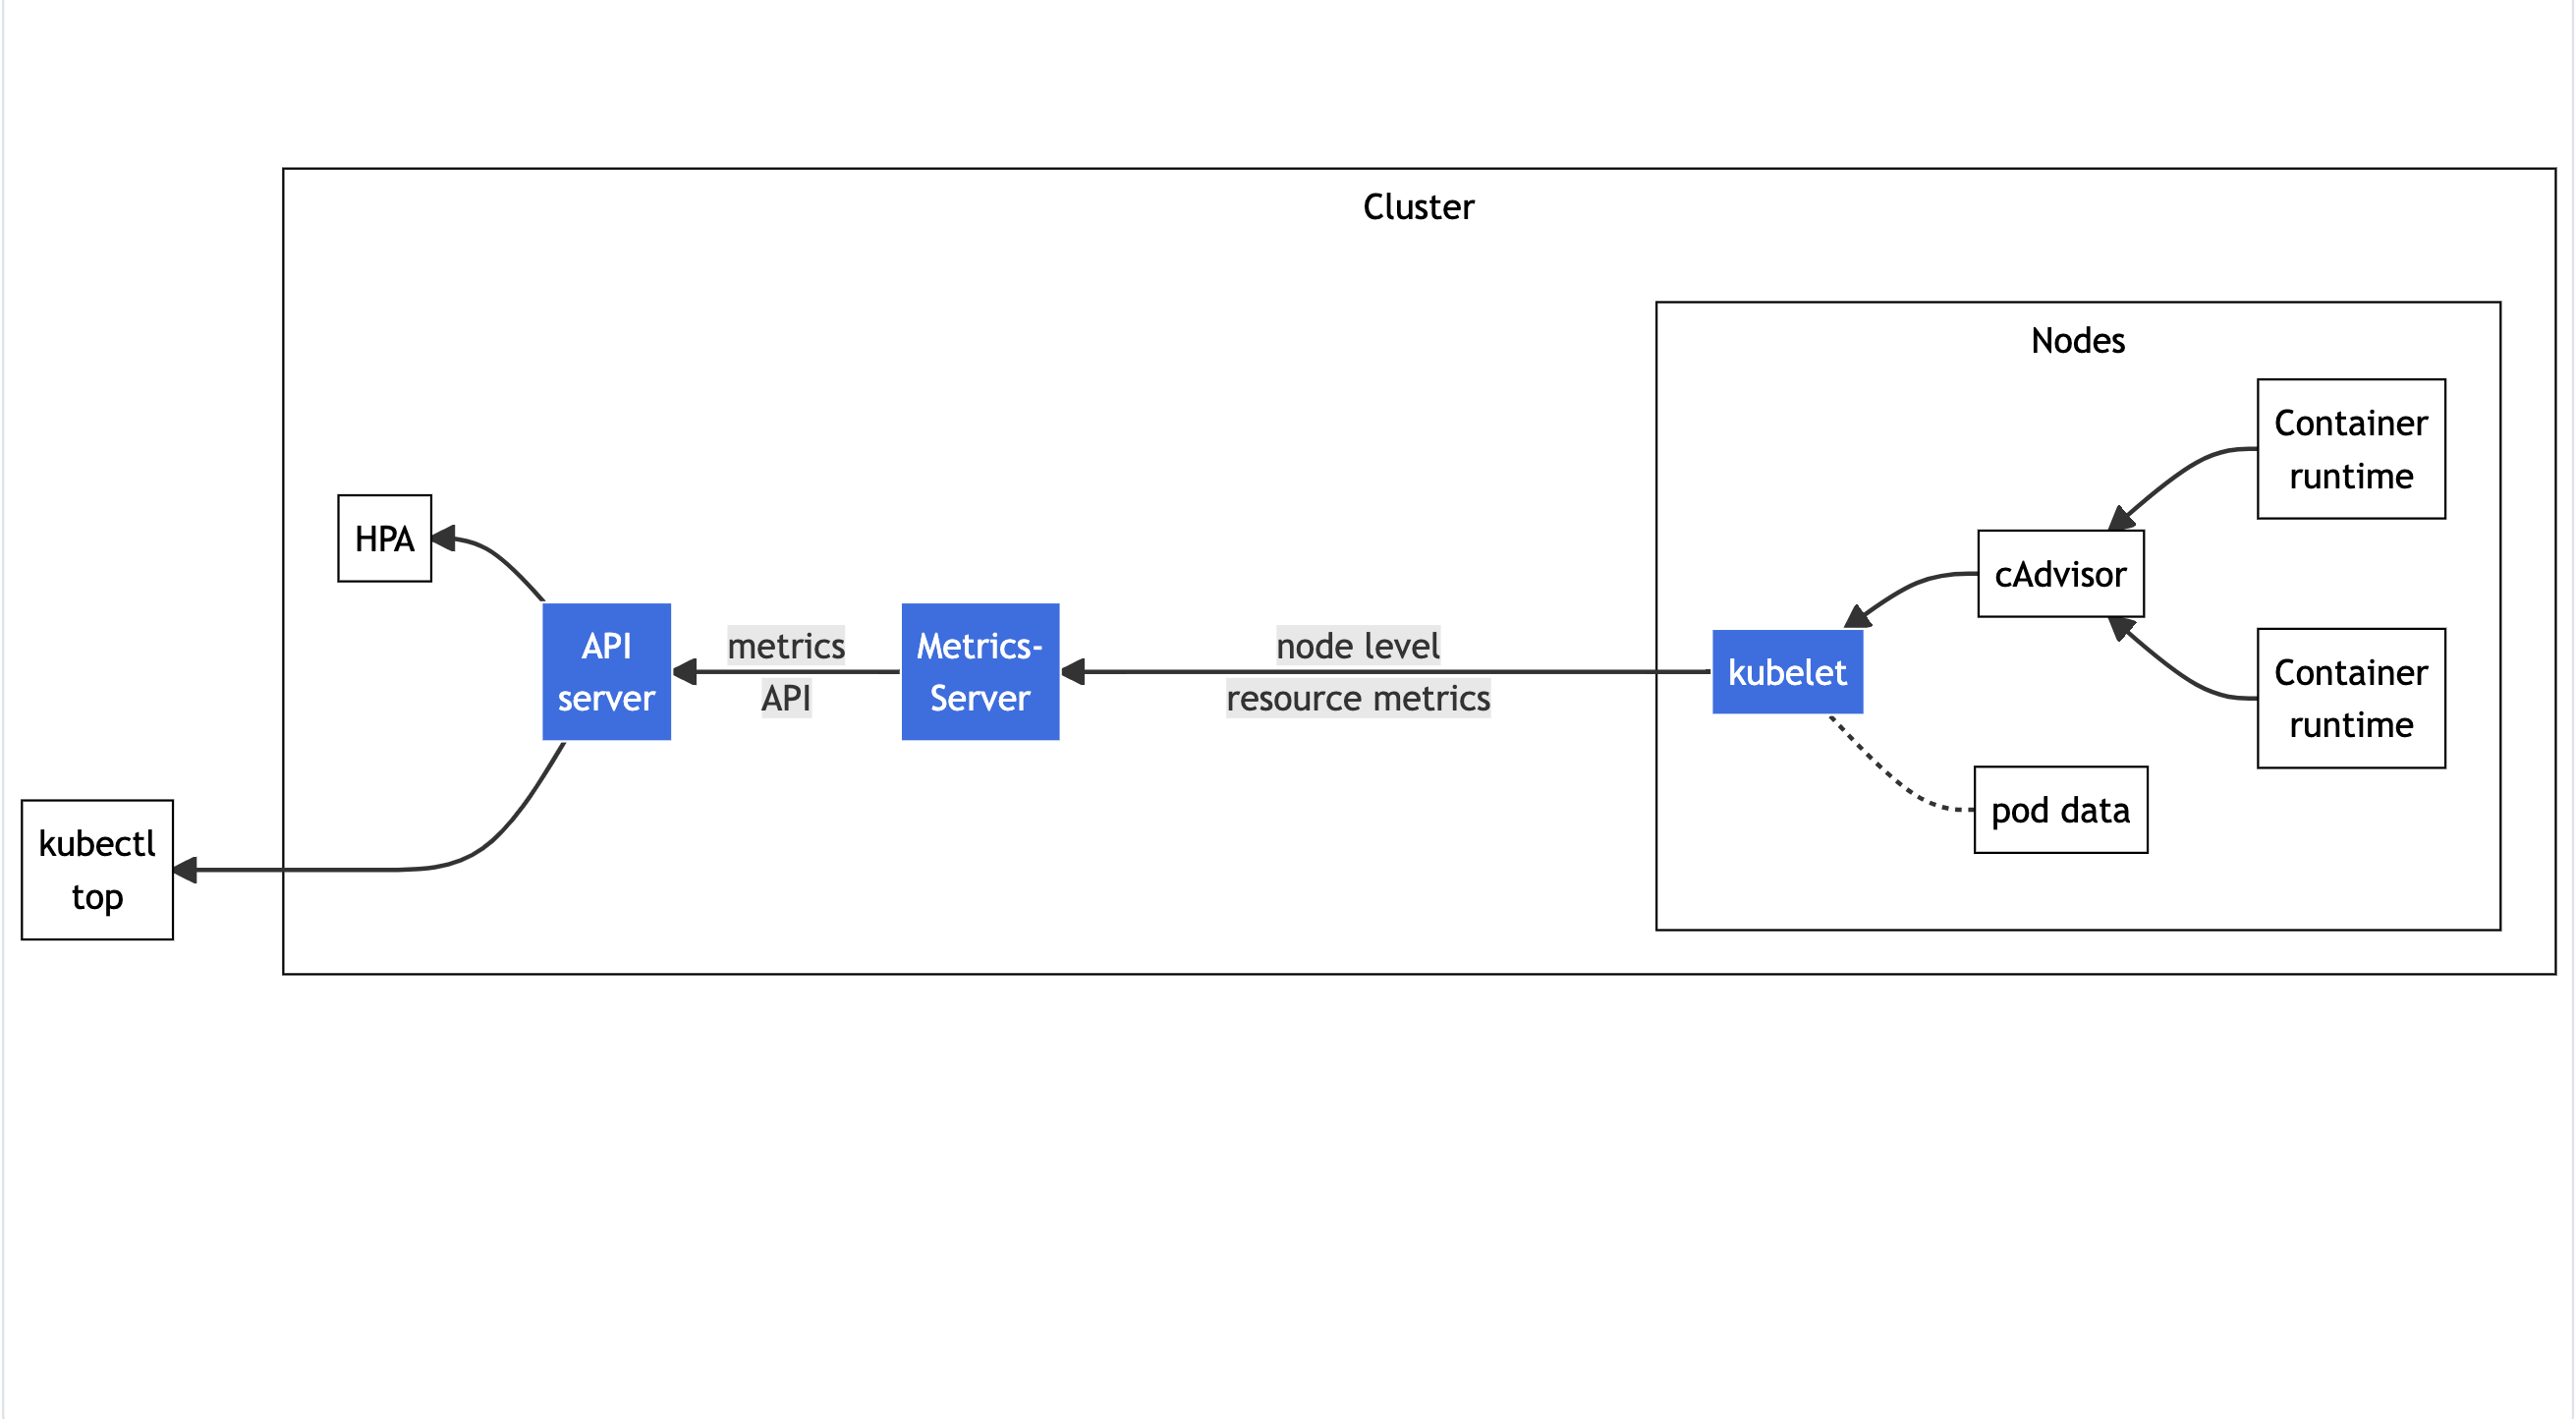 Cluster
Nodes
Container
runtime
HPA
cAdvisor
API
server
metrics
API
Metrics-
Server
node level
resource metrics
kubelet
Container
runtime
pod data
kubectl
top